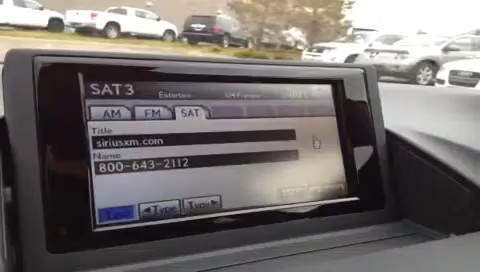 SAT3
AM FM SAT
Title
siriusxm.com
Name
800-643-2112
◄Type Type►